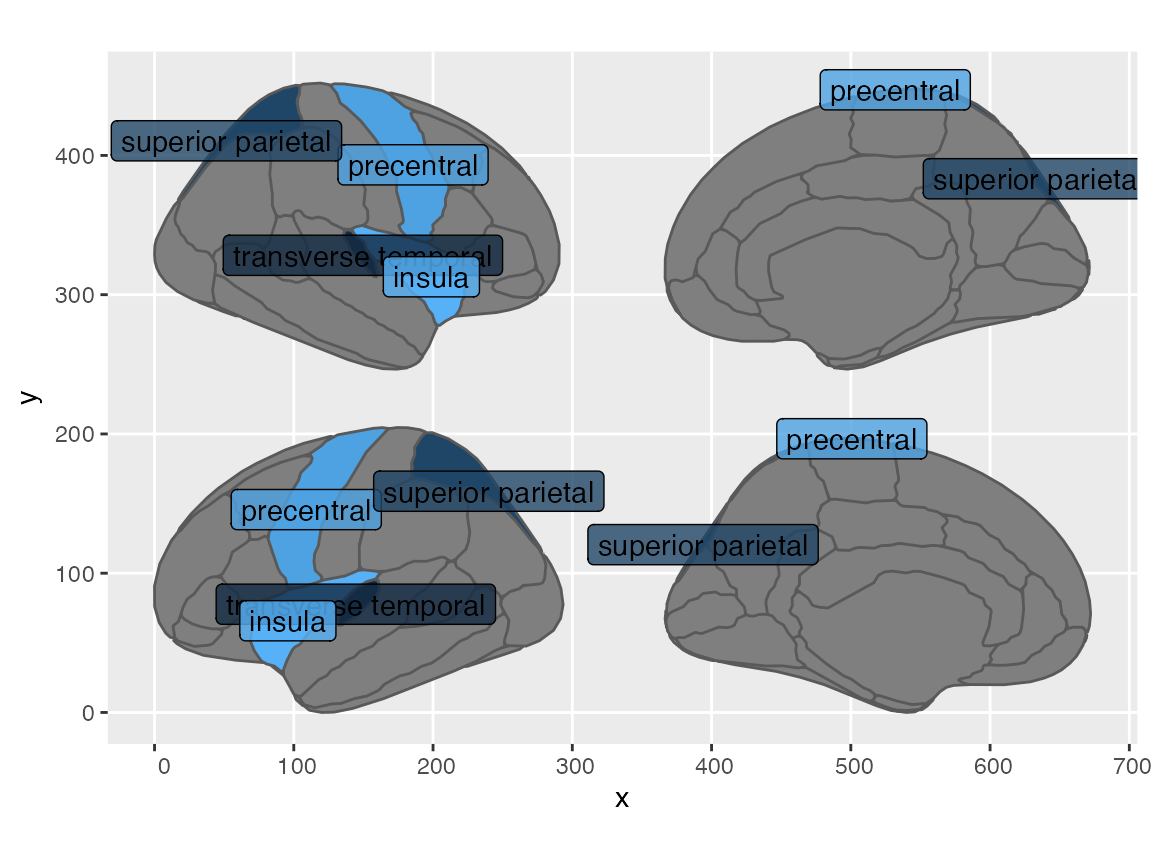 precentral
superior parietal
precentral
superior parieta
transverse temporal
insula
400
300
y
200
precentral
superior parietal
precentral
superior parietal
100
transverse temporal
insula
0
0 100 200 300 400 500 600 700
x